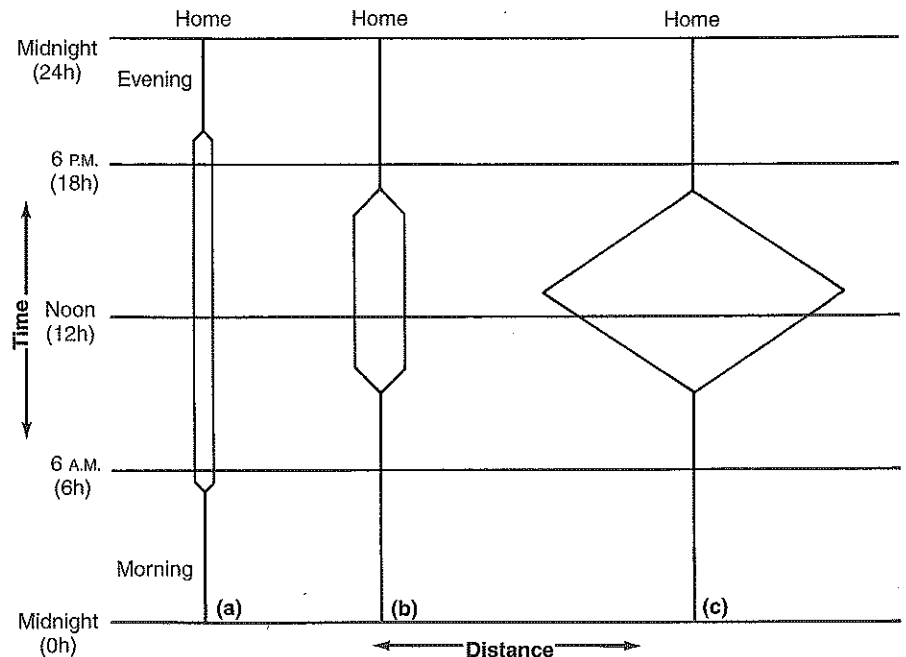 Home Home Home
Midnight
(24h)
Evening
6 P.M.
(18h)
Time
Noon
(12h)
6 A.M.
(6h)
Morning
(a) (b) (c)
Midnight
(0h)
Distance